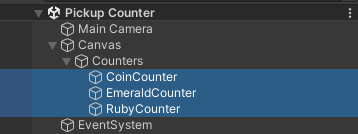 Pickup Counter
Main Camera
Canvas
Counters
CoinCounter
EmeraldCounter
RubyCounter
EventSystem